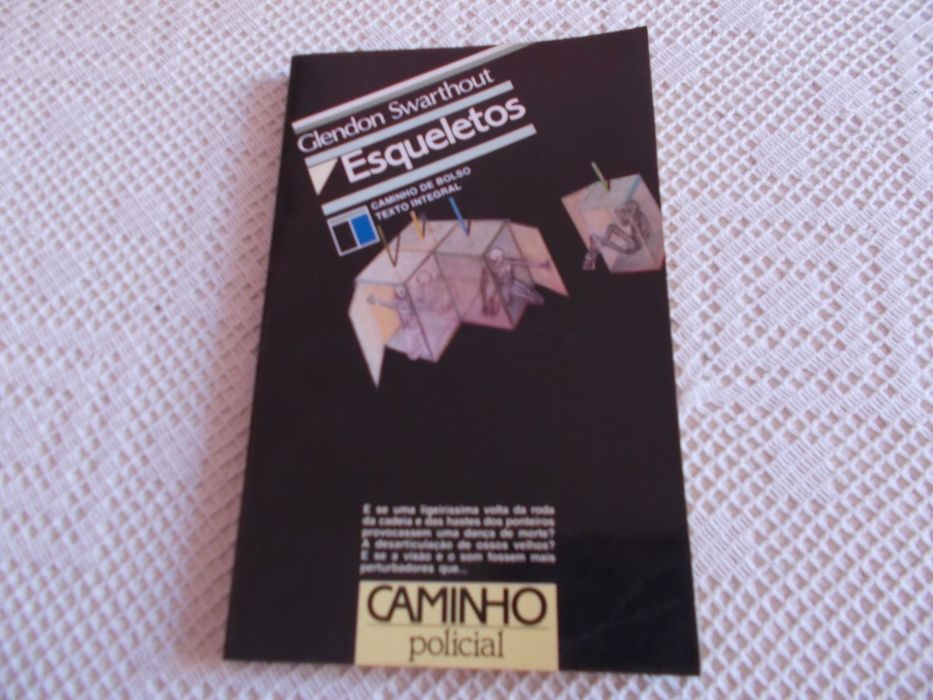 Glendon Swarthout
Esqueletos
CAMINHO DE BOLSO
TEXTO INTEGRAL
E se uma ligeiríssima volta da roda
da cadeia e das hastes dos ponteiros
provocassem uma dança de morte?
A desarticulação de ossos velhos?
E se a visão e o som fossem mais
perturbadores que...
CAMINHO
policial